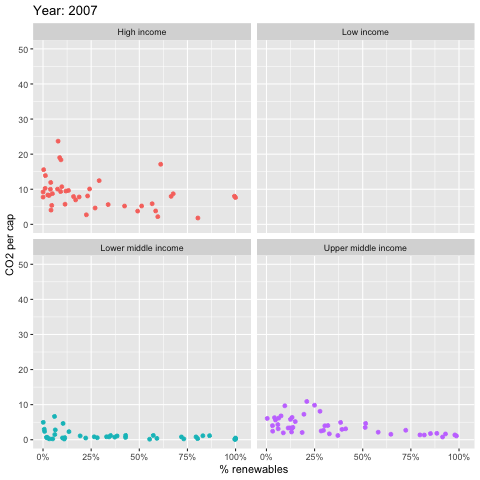 Year: 2007
High income
Low income
50
40
30
20
10
0
Lower middle income
Upper middle income
50
40
30
20
10
0
CO2 per cap
0% 25% 50% 75% 100% 0% 25% 50% 75% 100%
% renewables